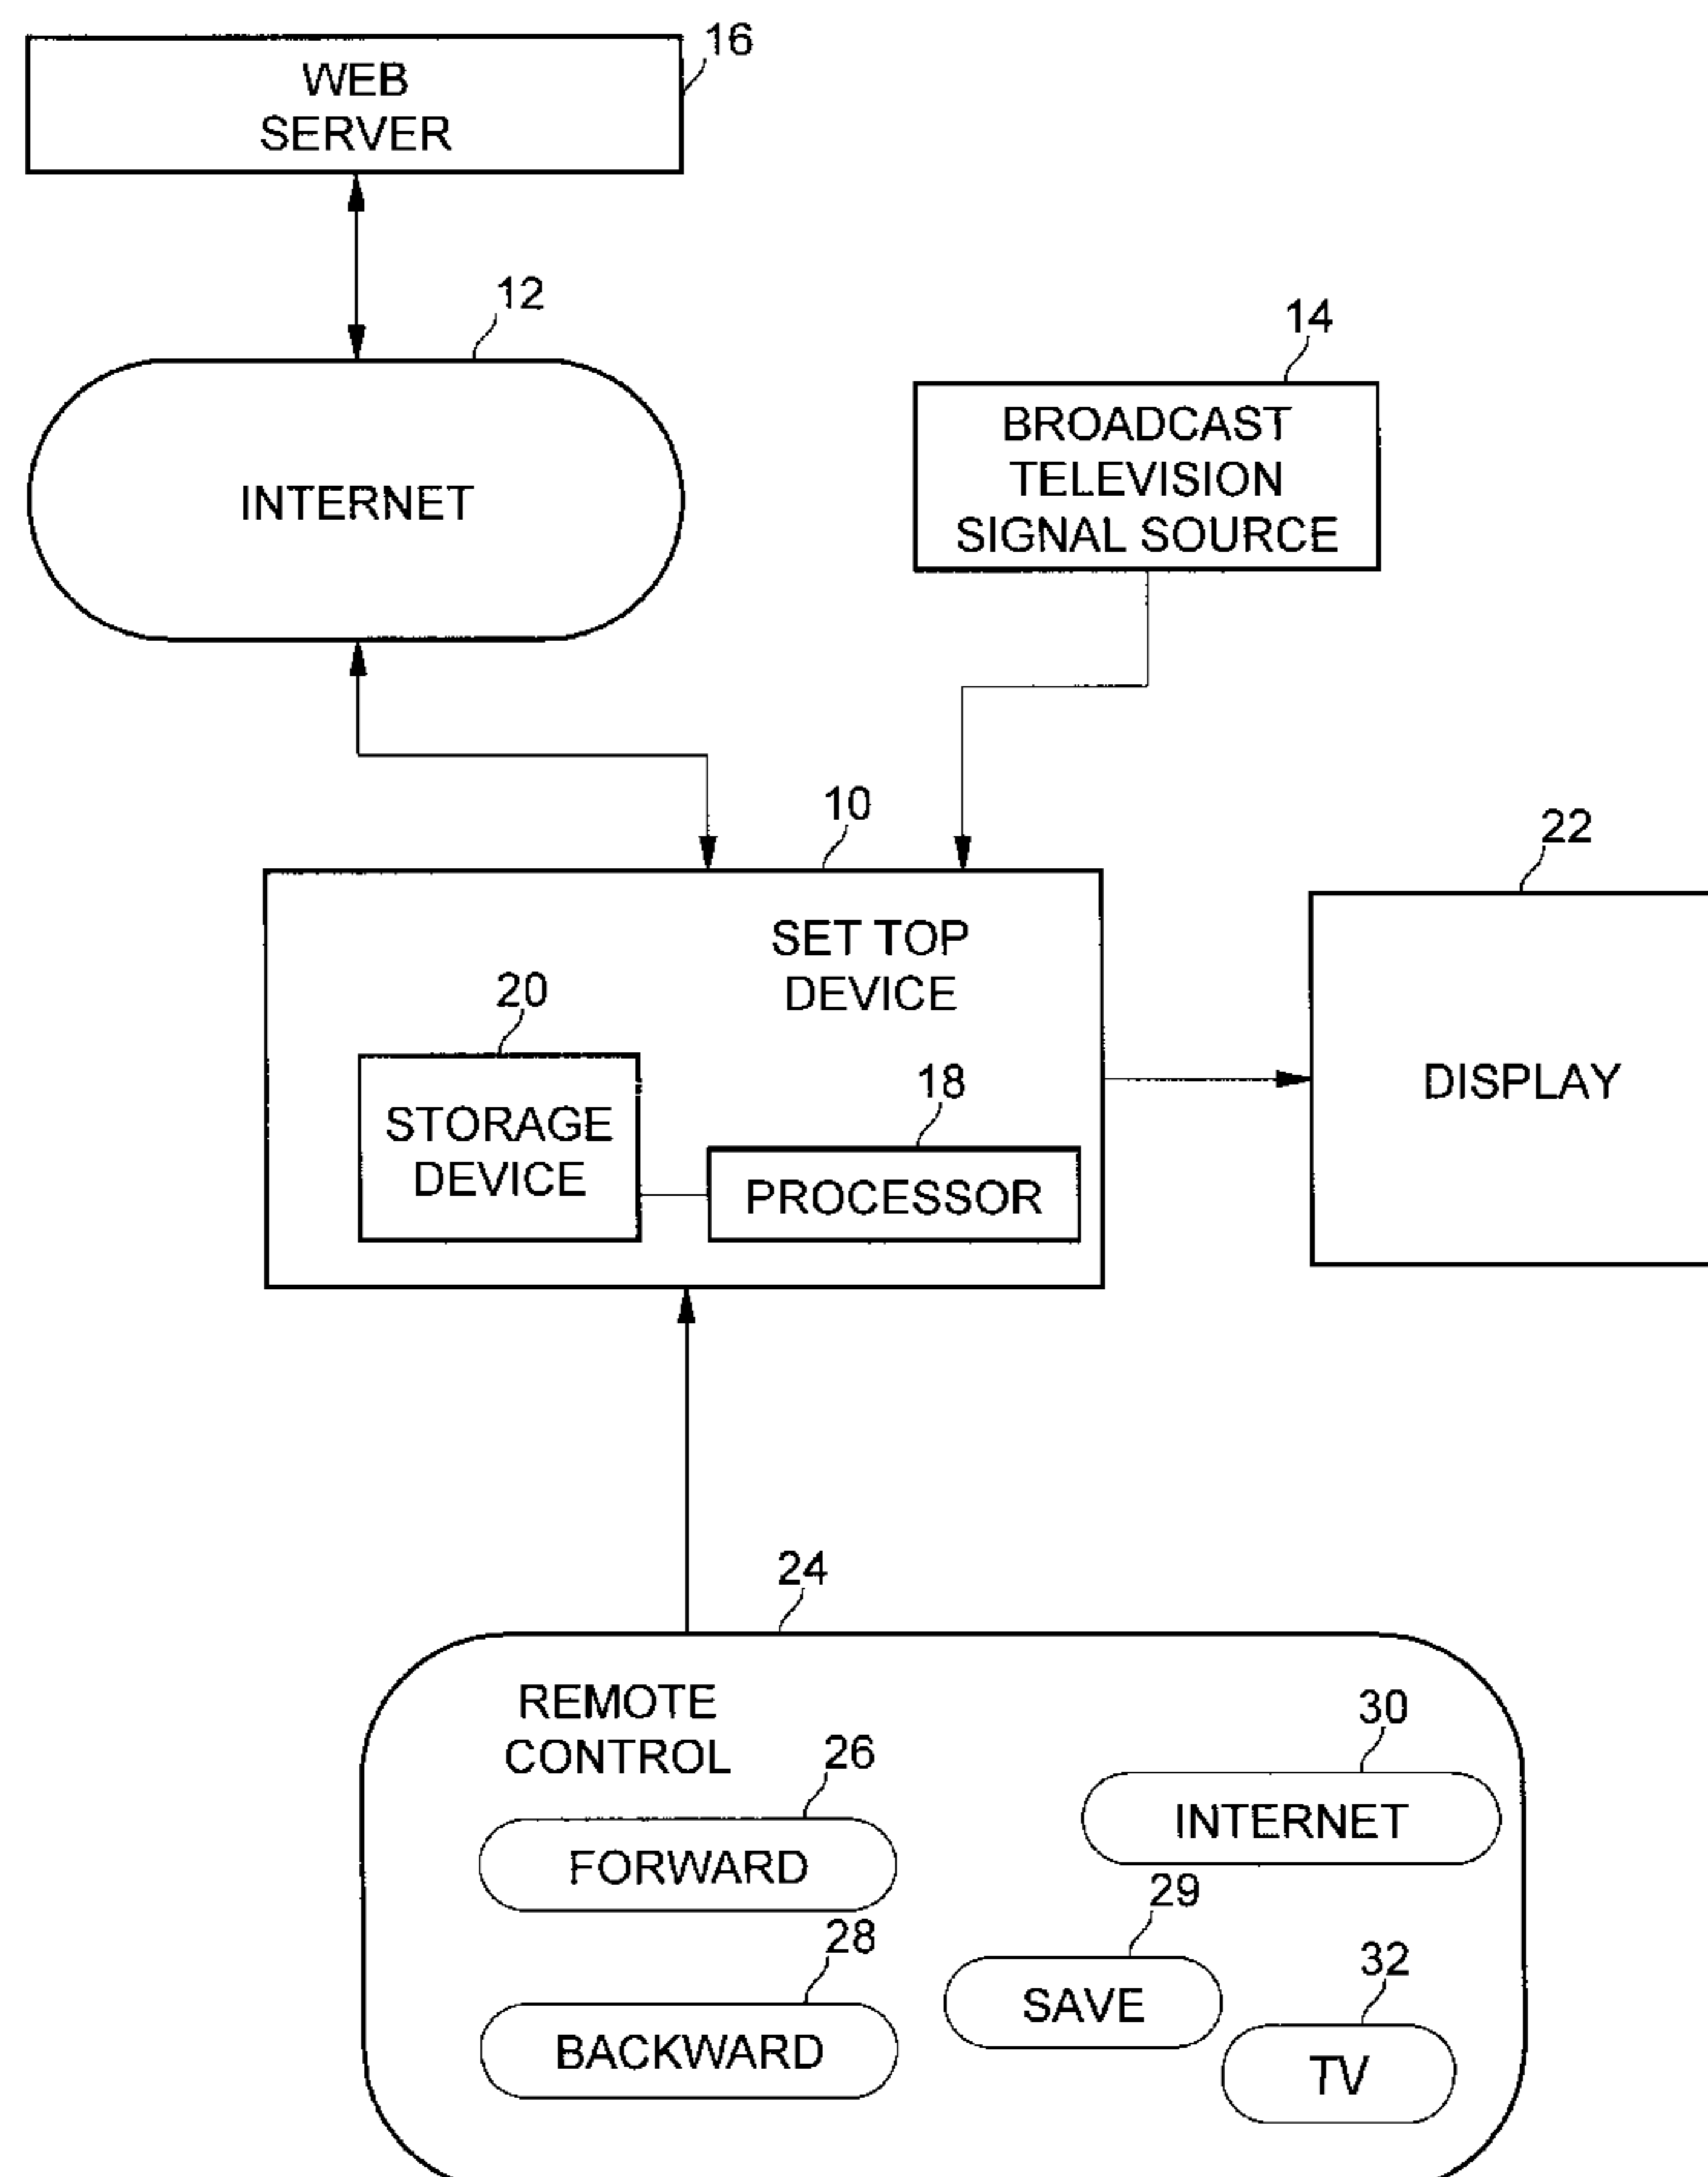 16
WEB
SERVER
12
INTERNET
14
BROADCAST
TELEVISION
SIGNAL SOURCE
10
SET TOP
DEVICE
22
DISPLAY
20
STORAGE
DEVICE
18
PROCESSOR
24
REMOTE
CONTROL
26
FORWARD
30
INTERNET
28
BACKWARD
29
SAVE
32
TV